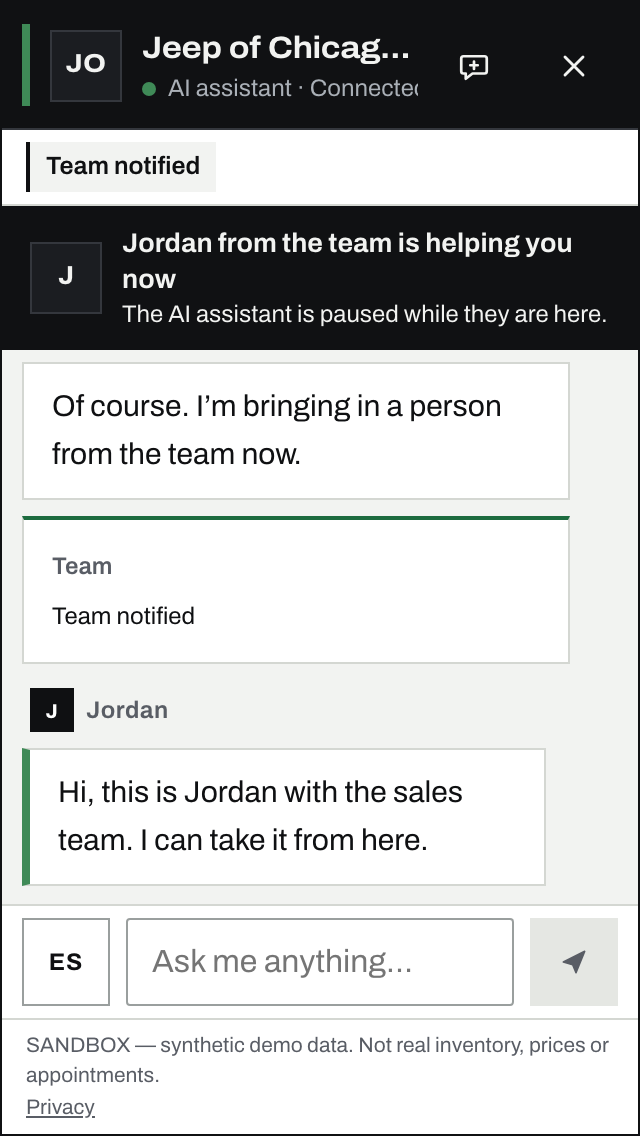 JO
Jeep of Chicag...
AI assistant · Connected
Team notified
J
Jordan from the team is helping you
now
The AI assistant is paused while they are here.
Of course. I’m bringing in a person
from the team now.
Team
Team notified
J
Jordan
Hi, this is Jordan with the sales
team. I can take it from here.
ES
Ask me anything...
SANDBOX — synthetic demo data. Not real inventory, prices or
appointments.
Privacy